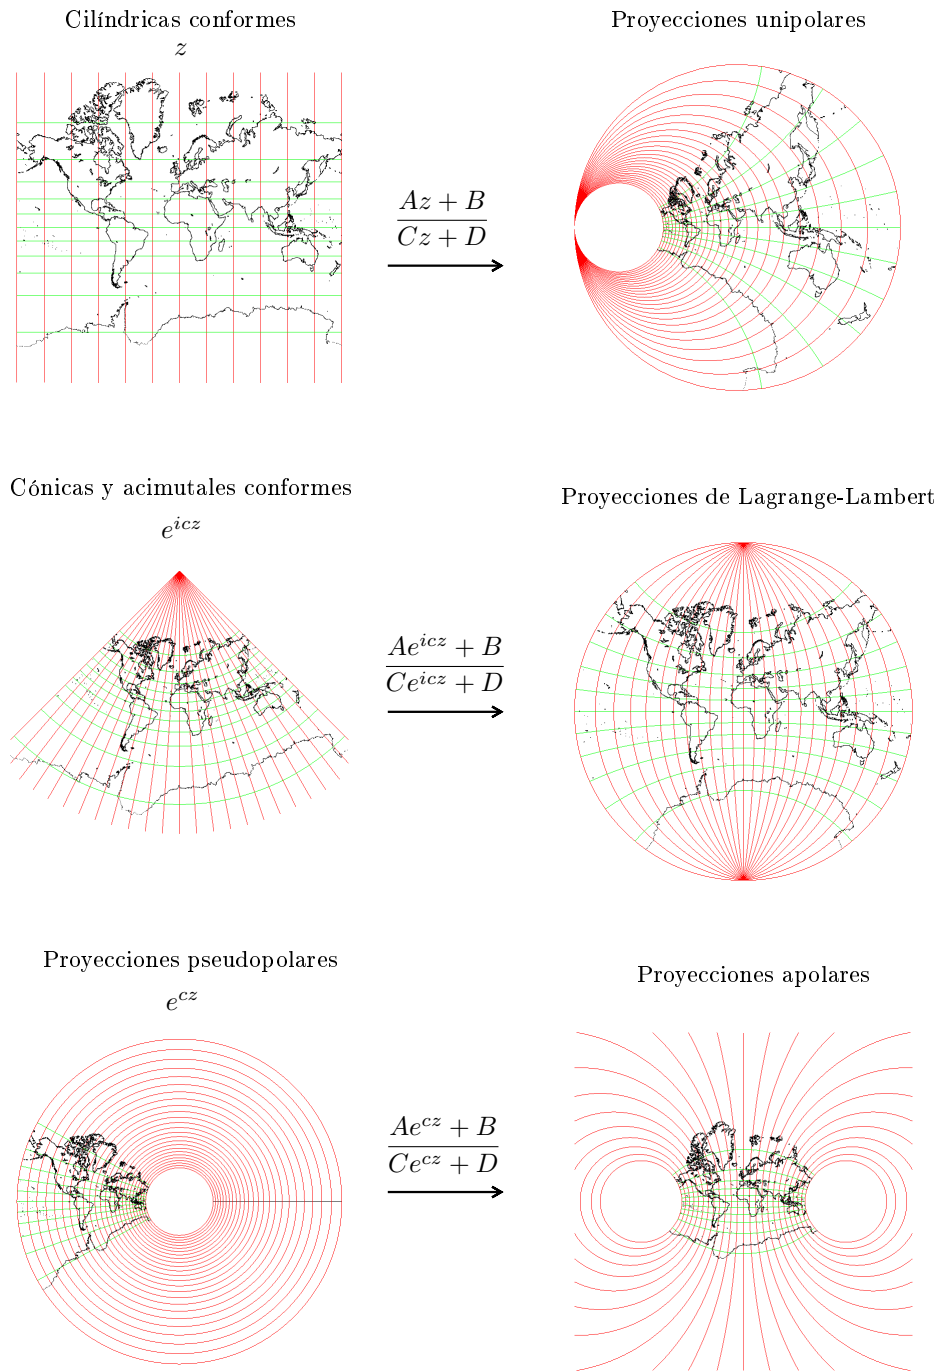 Cilíndricas conformes
z
Proyecciones unipolares
Az + B
Cz + D
Cónicas y acimutales conformes
e^{icz}
Proyecciones de Lagrange-Lambert
Ae^{icz} + B
Ce^{icz} + D
Proyecciones pseudopolares
e^{cz}
Proyecciones apolares
Ae^{cz} + B
Ce^{cz} + D